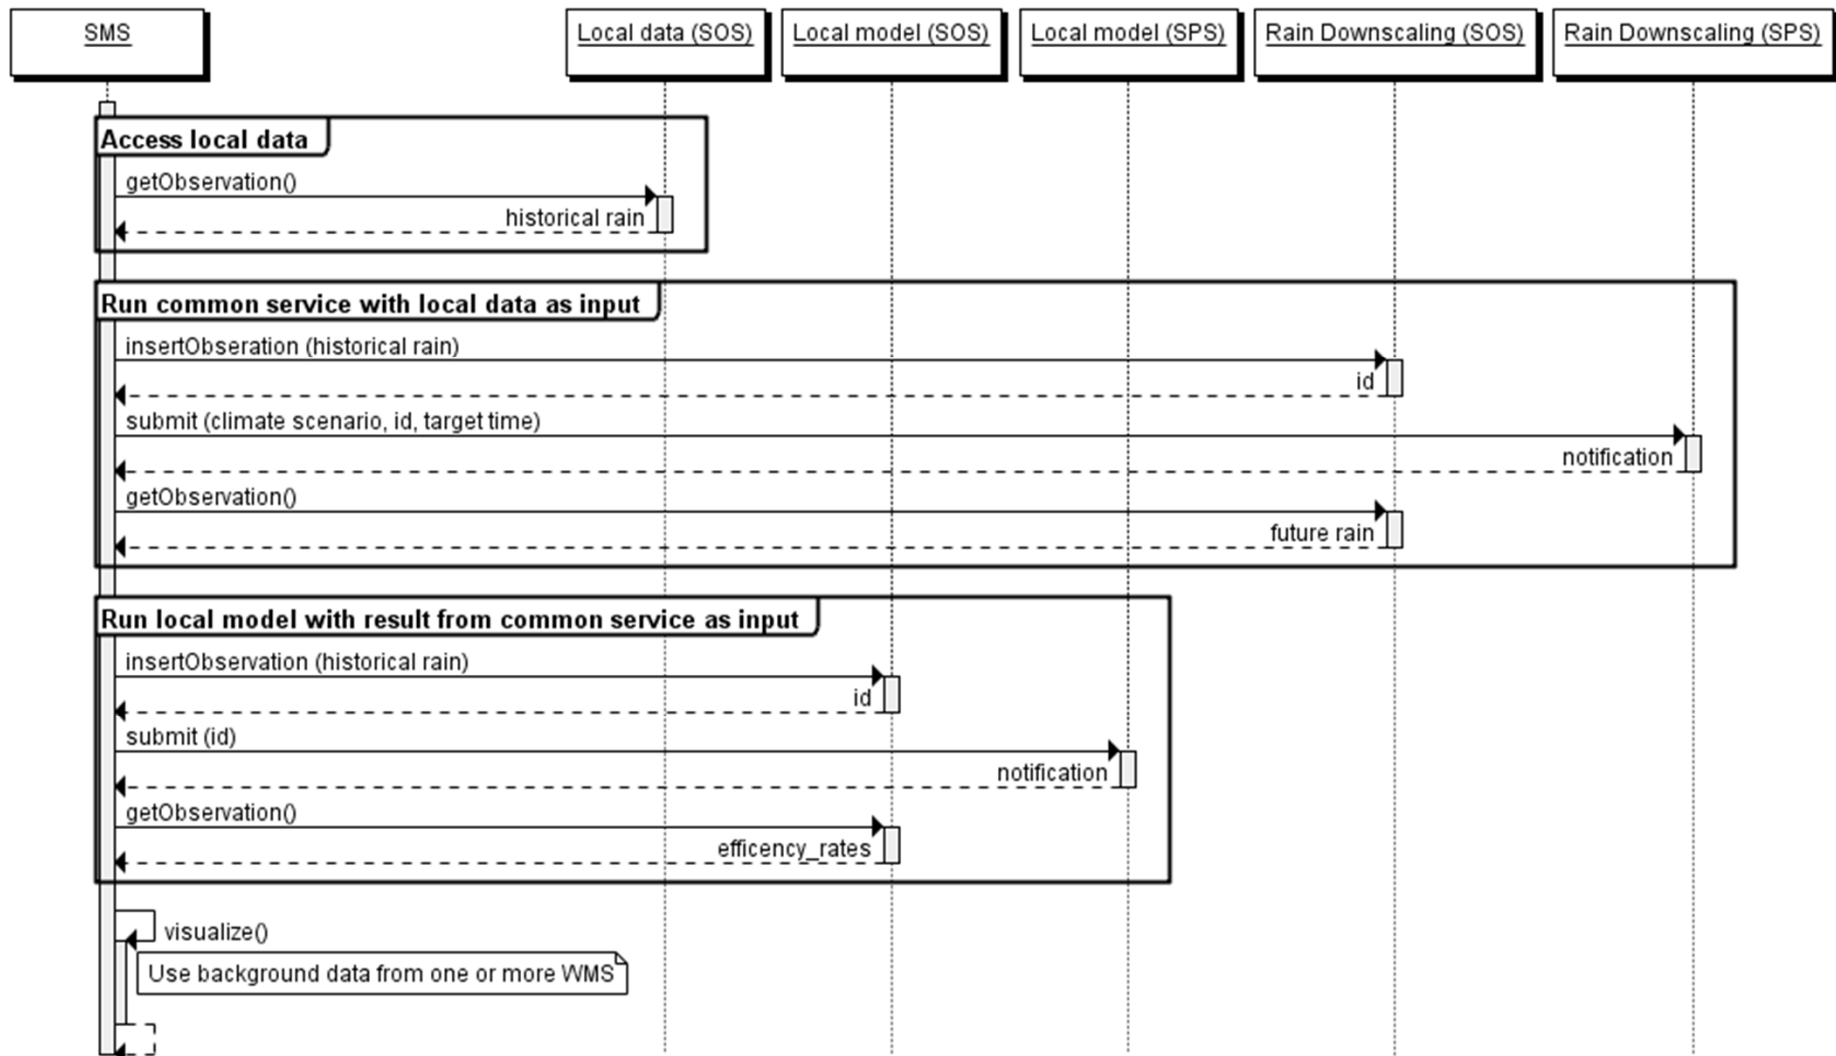 SMS
Local data (SOS)
Local model (SOS)
Local model (SPS)
Rain Downscaling (SOS)
Rain Downscaling (SPS)
Access local data
getObservation()
historical rain
Run common service with local data as input
insertObseration (historical rain)
id
submit (climate scenario, id, target time)
notification
getObservation()
future rain
Run local model with result from common service as input
insertObservation (historical rain)
id
submit (id)
notification
getObservation()
efficency_rates
visualize()
Use background data from one or more WMS